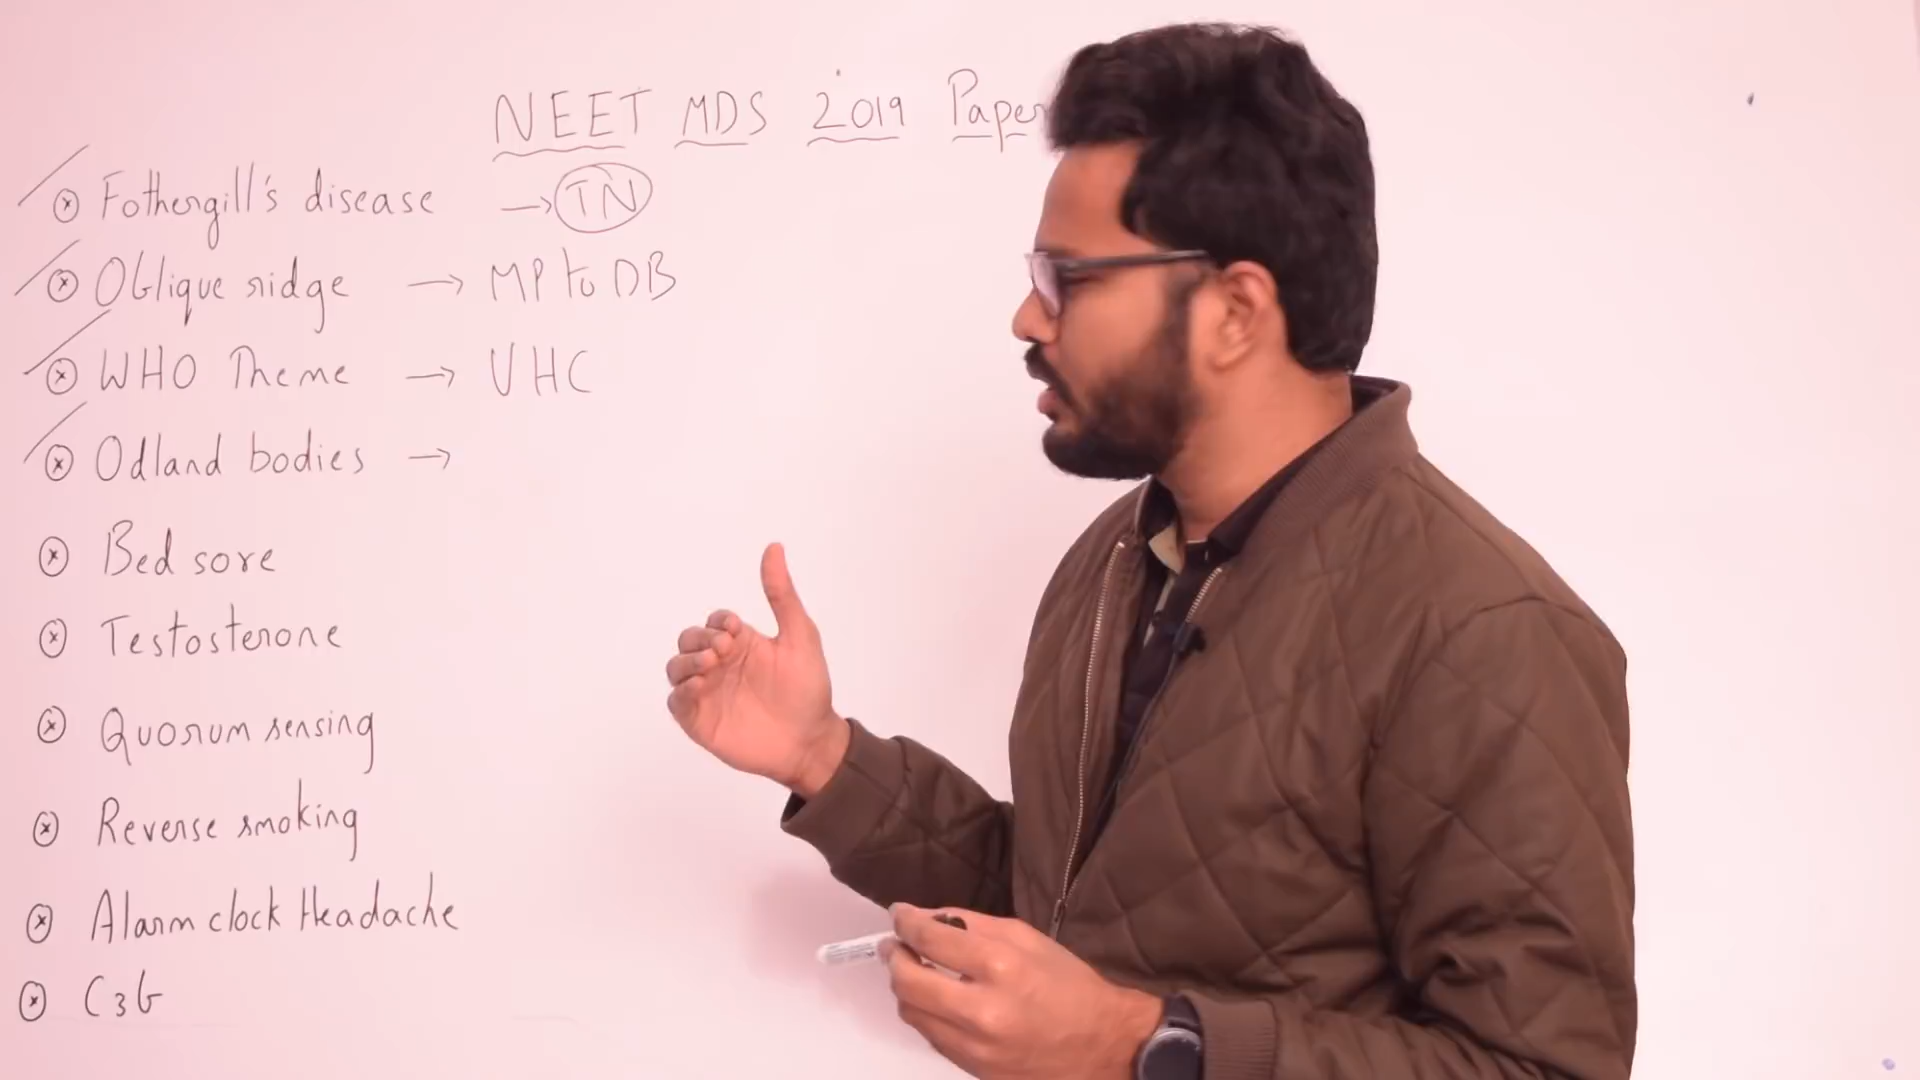 NEET MDS 2019 Paper
Fothergill's disease → TN
Oblique ridge → MP to DB
WHO Theme → UHC
Odland bodies →
Bed sore
Testosterone
Quorum sensing
Reverse smoking
Alarm clock Headache
C3G